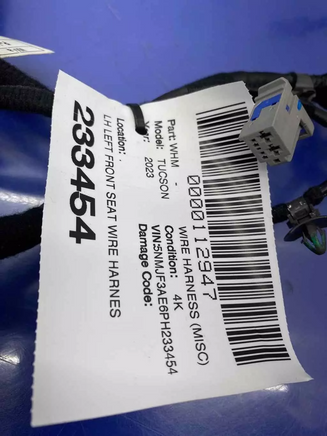 0000112947
Part: WHM - WIRE HARNESS (MISC)
Model: TUCSON Condition: 4K
Year: 2023 VIN:5NMJF3AE6PH233454
Damage Code:
Location: .
LH LEFT FRONT SEAT WIRE HARNES
233454